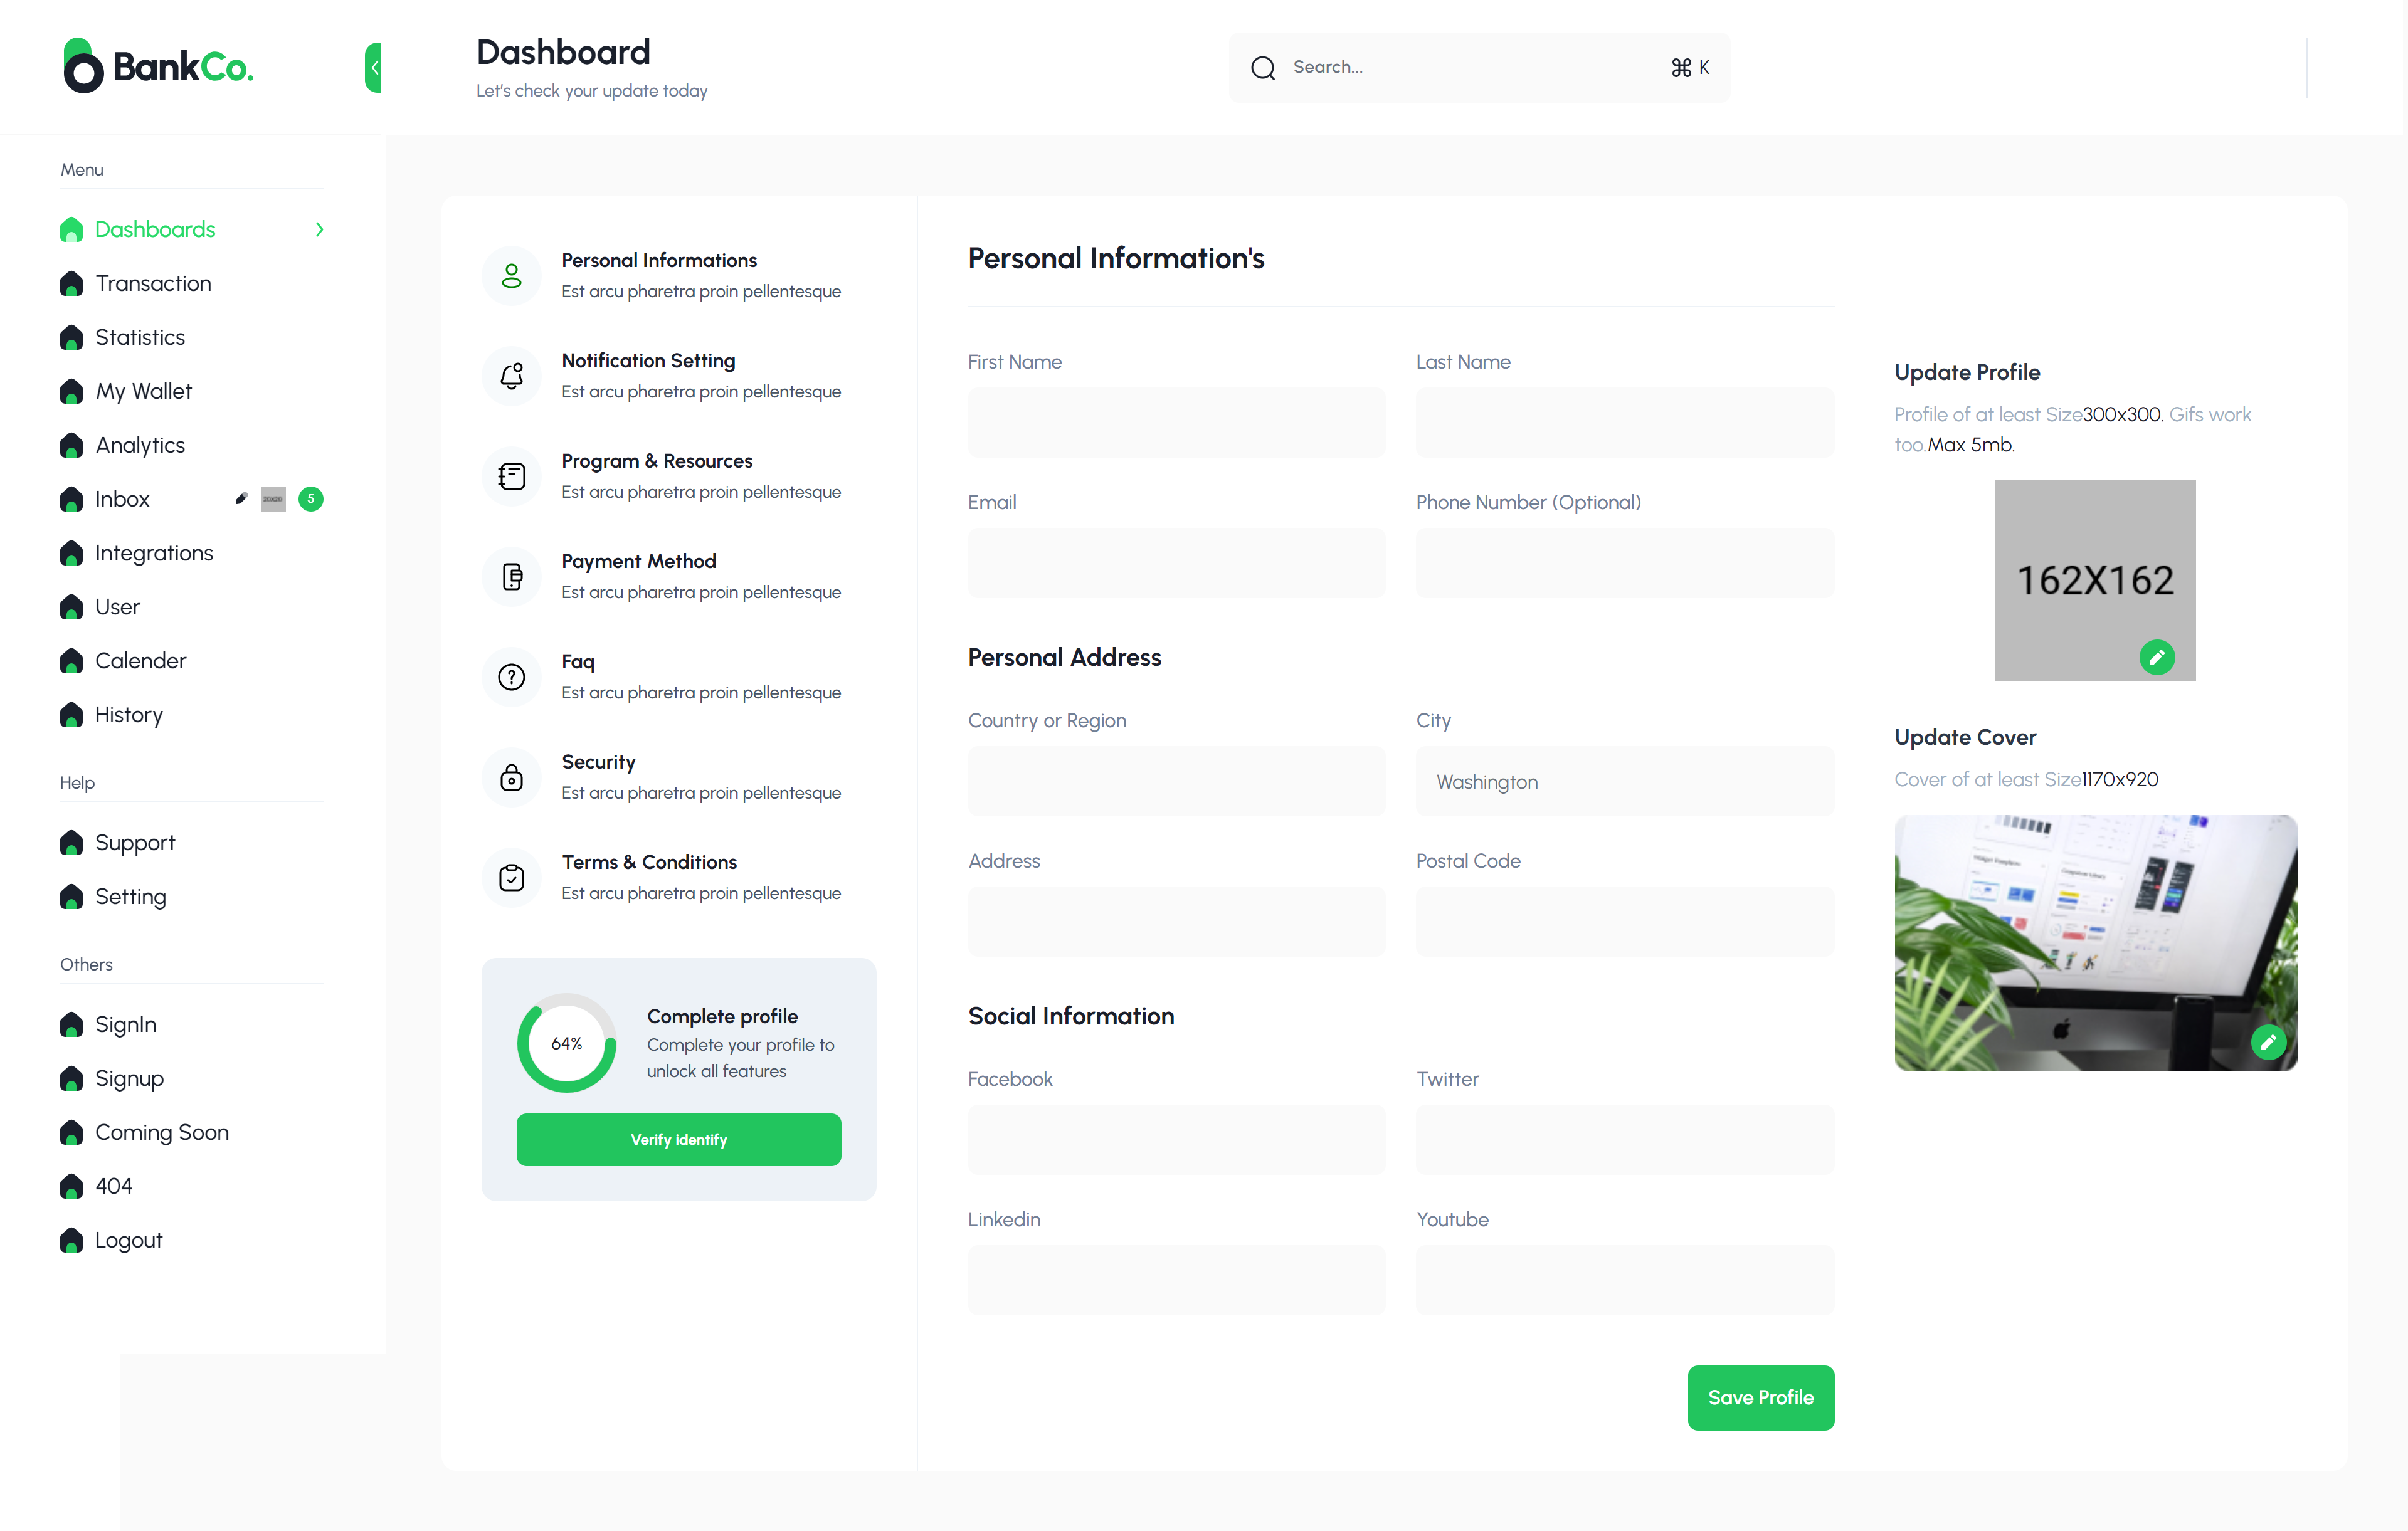 BankCo.
Dashboard
Let's check your update today
Search...
⌘ K
Menu
Dashboards
Transaction
Statistics
My Wallet
Analytics
Inbox
20X20
5
Integrations
User
Calender
History
Help
Support
Setting
Others
SignIn
Signup
Coming Soon
404
Logout
Personal Informations
Est arcu pharetra proin pellentesque
Notification Setting
Est arcu pharetra proin pellentesque
Program & Resources
Est arcu pharetra proin pellentesque
Payment Method
Est arcu pharetra proin pellentesque
Faq
Est arcu pharetra proin pellentesque
Security
Est arcu pharetra proin pellentesque
Terms & Conditions
Est arcu pharetra proin pellentesque
64%
Complete profile
Complete your profile to
unlock all features
Verify identify
Personal Information's
First Name
Last Name
Email
Phone Number (Optional)
Personal Address
Country or Region
City
Washington
Address
Postal Code
Social Information
Facebook
Twitter
Linkedin
Youtube
Save Profile
Update Profile
Profile of at least Size300x300. Gifs work
too.Max 5mb.
162X162
Update Cover
Cover of at least Size1170x920